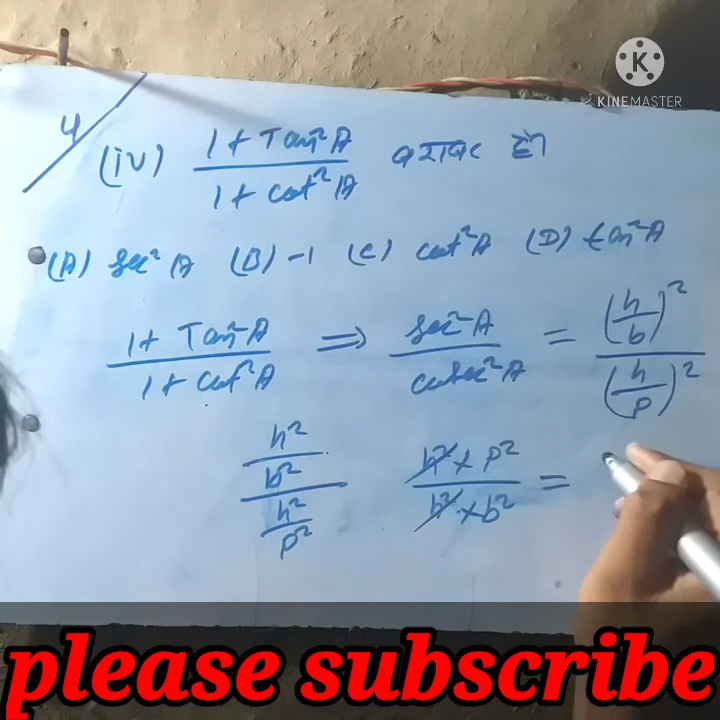 KINEMASTER
4
(iv) (1 + Tan²A)/(1 + cot²A) बराबर है
(A) sec²A (B) -1 (C) cot²A (D) tan²A
(1 + Tan²A)/(1 + cot²A) ⇒ sec²A/cosec²A = (h/b)²/(h/p)²
(h²/b²)/(h²/p²) (h² × p²)/(h² × b²) =
please subscribe